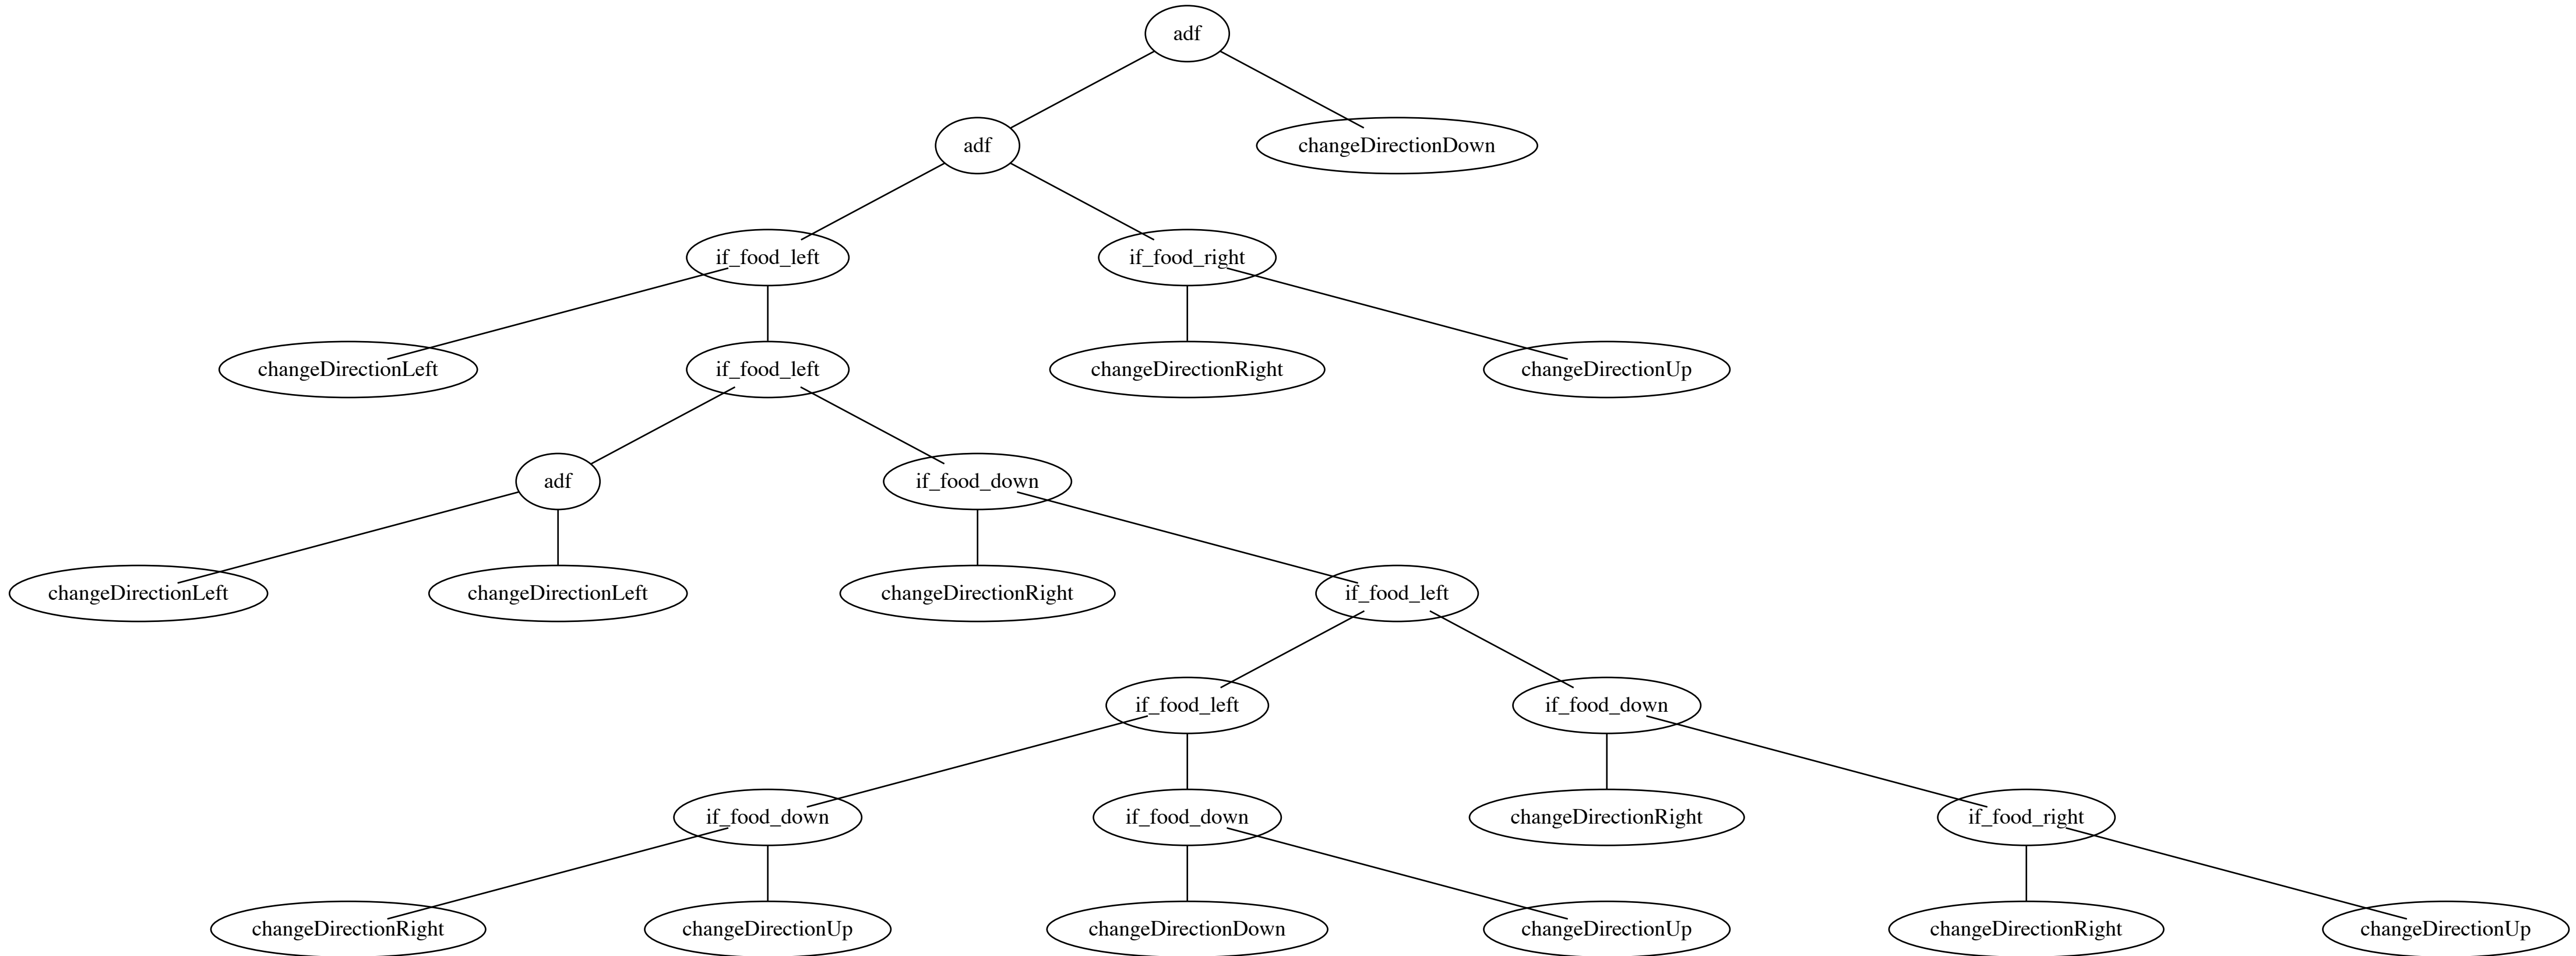 adf
adf
changeDirectionDown
if_food_left
if_food_right
changeDirectionLeft
if_food_left
changeDirectionRight
changeDirectionUp
adf
if_food_down
changeDirectionLeft
changeDirectionLeft
changeDirectionRight
if_food_left
if_food_left
if_food_down
if_food_down
if_food_down
changeDirectionRight
if_food_right
changeDirectionRight
changeDirectionUp
changeDirectionDown
changeDirectionUp
changeDirectionRight
changeDirectionUp